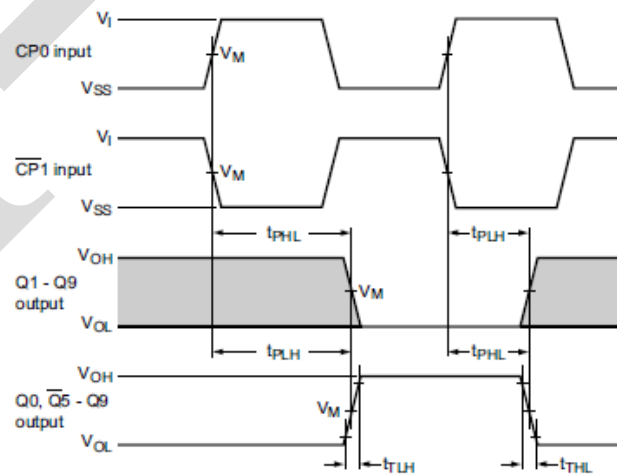 VI
CP0 input
VM
VSS
VI
CP1 input
VM
VSS
tPHL
tPLH
VOH
Q1 - Q9
output
VM
VOL
tPLH
tPHL
VOH
Q0, Q5 - Q9
output
VM
VOL
tTLH
tTHL